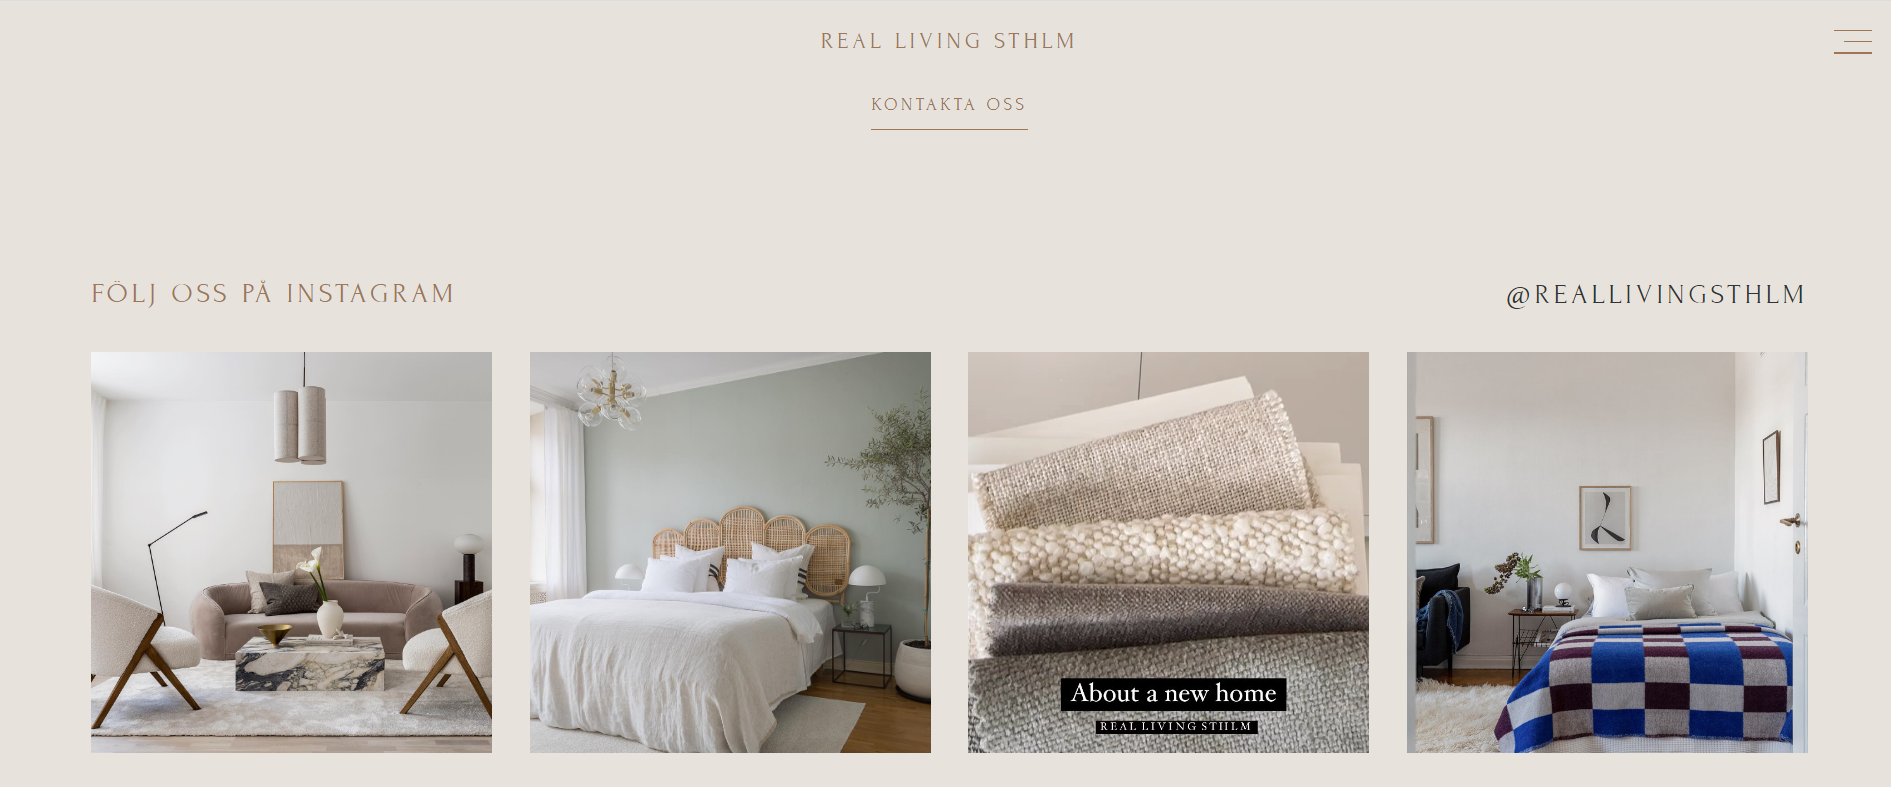 REAL LIVING STHLM
KONTAKTA OSS
FÖLJ OSS PÅ INSTAGRAM
@REALLIVINGSTHLM
About a new home
REAL LIVING STHLM